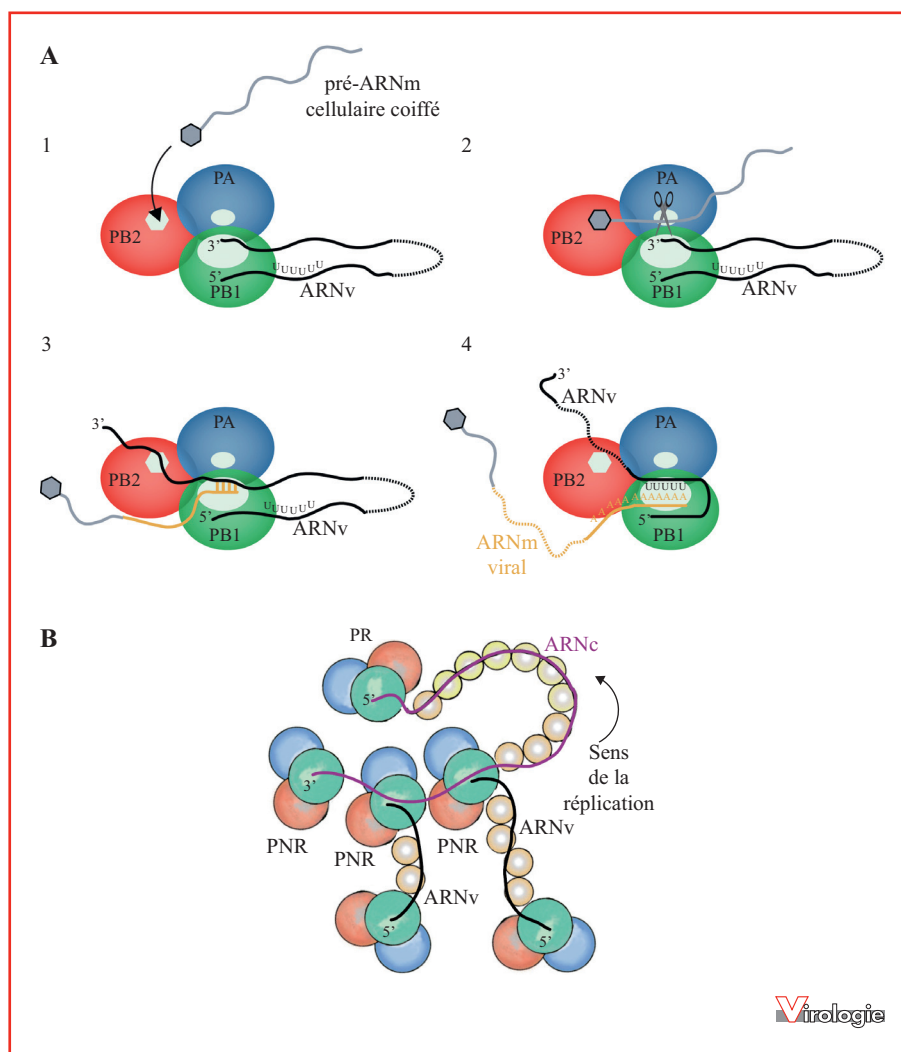 A
pré-ARNm
cellulaire coiffé
1
PA
PB2
3’
5’
UUUUUU
PB1
ARNv
2
PA
PB2
3’
5’
UUUUUU
PB1
ARNv
3
3’
PA
PB2
5’
UUUUUU
PB1
ARNv
4
3’
ARNv
PA
PB2
UUUUU
AAAAAAAAAAAA
5’
PB1
ARNm
viral
B
PR
ARNc
5’
3’
Sens
de la
réplication
PNR
PNR
PNR
ARNv
ARNv
5’
5’
Virologie